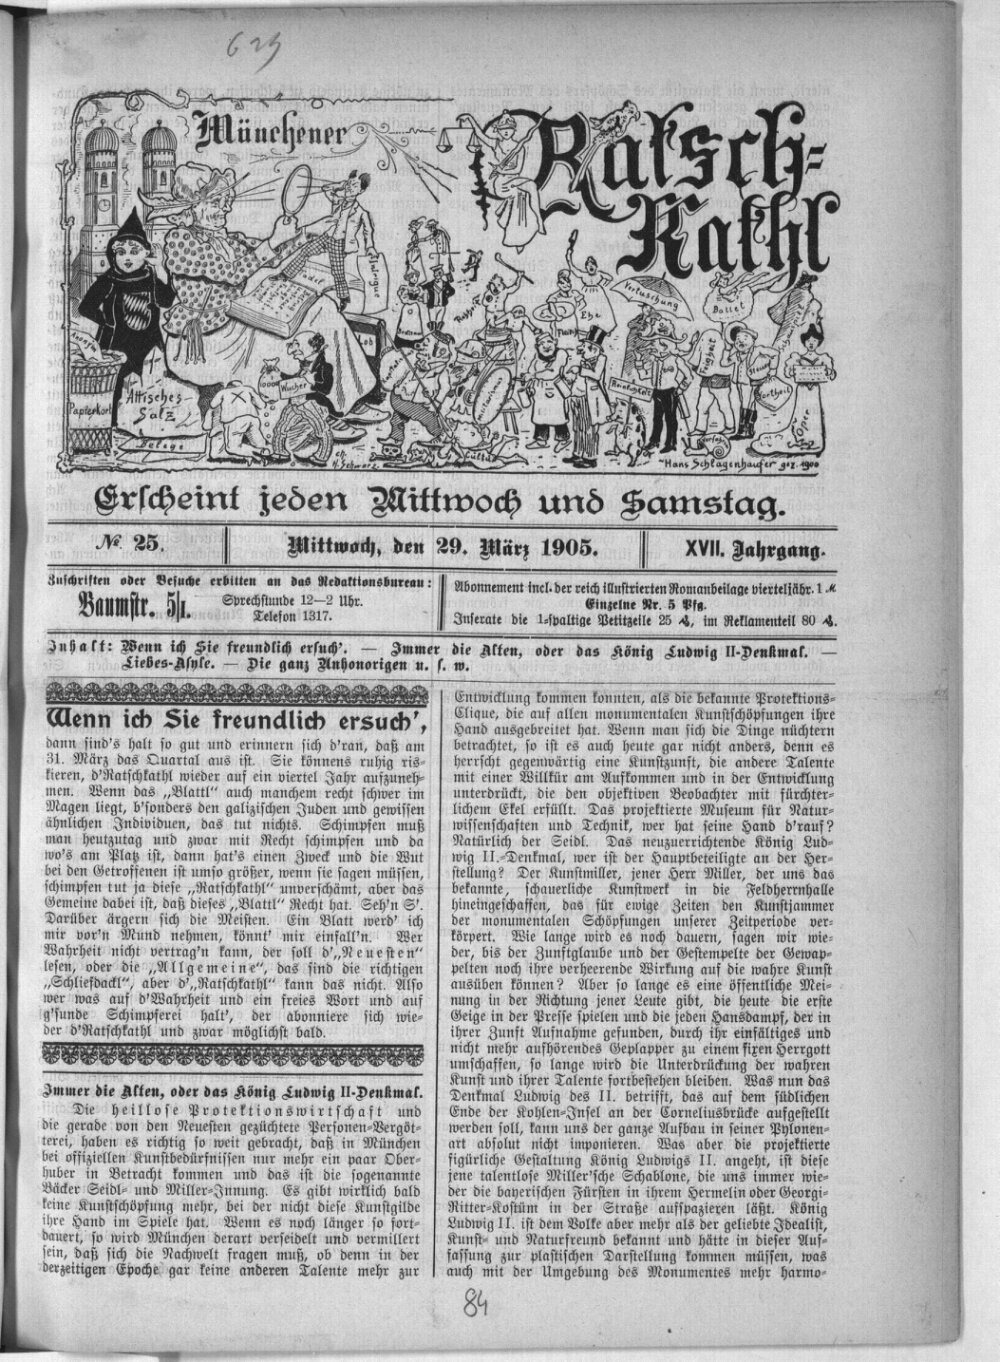 623
Münchener
Ratsch-
Kathl
Papierkorb
Attisches
Salz
Belege
Wucher
Ballet
Vertuschung
Ehe
Oper
Cultur
Hans Schlagenhaufer gez. 1900
Erscheint jeden Mittwoch und Samstag.
№ 25.
Mittwoch, den 29. März 1905.
XVII. Jahrgang.
Zuschriften oder Besuche erbitten an das Redaktionsbureau:
Baumstr. 5/I.
Sprechstunde 12—2 Uhr.
Telefon 1317.
Abonnement incl. der reich illustrierten Romanbeilage vierteljähr. 1 ℳ
Einzelne Nr. 5 Pfg.
Inserate die 1-spaltige Petitzeile 25 ₰, im Reklamenteil 80 ₰.
Inhalt: Wenn ich Sie freundlich ersuch'. — Immer die Alten, oder das König Ludwig II-Denkmal. —
Liebes-Asyle. — Die ganz Unhonorigen u. s. w.
Wenn ich Sie freundlich ersuch',
dann sind's halt so gut und erinnern sich d'ran, daß am
31. März das Quartal aus ist. Sie könnens ruhig ris-
kieren, d'Ratschkathl wieder auf ein viertel Jahr aufzuneh-
men. Wenn das „Blattl" auch manchem recht schwer im
Magen liegt, b'sonders den galizischen Juden und gewissen
ähnlichen Individuen, das tut nichts. Schimpfen muß
man heutzutag und zwar mit Recht schimpfen und da
wo's am Platz ist, dann hat's einen Zweck und die Wut
bei den Getroffenen ist umso größer, wenn sie sagen müssen,
schimpfen tut ja diese „Ratschkathl" unverschämt, aber das
Gemeine dabei ist, daß dieses „Blattl" Recht hat. Seh'n S'.
Darüber ärgern sich die Meisten. Ein Blatt werd' ich
mir vor'n Mund nehmen, könnt' mir einfall'n. Wer
Wahrheit nicht vertrag'n kann, der soll d'„Neuesten"
lesen, oder die „Allgemeine", das sind die richtigen
„Schliefdackl", aber d'„Ratschkathl" kann das nicht. Also
wer was auf d'Wahrheit und ein freies Wort und auf
g'sunde Schimpferei halt', der abonniere sich wie-
der d'Ratschkathl und zwar möglichst bald.
Immer die Alten, oder das König Ludwig II-Denkmal.
Die heillose Protektionswirtschaft und
die gerade von den Neuesten gezüchtete Personen-Vergöt-
terei, haben es richtig so weit gebracht, daß in München
bei offiziellen Kunstbedürfnissen nur mehr ein paar Ober-
huber in Betracht kommen und das ist die sogenannte
Bäcker Seidl- und Miller-Innung. Es gibt wirklich bald
keine Kunstschöpfung mehr, bei der nicht diese Kunstgilde
ihre Hand im Spiele hat. Wenn es noch länger so fort-
dauert, so wird München derart verseidelt und vermillert
sein, daß sich die Nachwelt fragen muß, ob denn in der
derzeitigen Epoche gar keine anderen Talente mehr zur
Entwicklung kommen konnten, als die bekannte Protektions-
Clique, die auf allen monumentalen Kunstschöpfungen ihre
Hand ausgebreitet hat. Wenn man sich die Dinge nüchtern
betrachtet, so ist es auch heute gar nicht anders, denn es
herrscht gegenwärtig eine Kunstzunft, die andere Talente
mit einer Willkür am Aufkommen und in der Entwicklung
unterdrückt, die den objektiven Beobachter mit fürchter-
lichem Ekel erfüllt. Das projektierte Museum für Natur-
wissenschaften und Technik, wer hat seine Hand d'rauf?
Natürlich der Seidl. Das neuzuerrichtende König Lud-
wig II.-Denkmal, wer ist der Hauptbeteiligte an der Her-
stellung? Der Kunstmiller, jener Herr Miller, der uns das
bekannte, schauerliche Kunstwerk in die Feldherrnhalle
hineingeschaffen, das für ewige Zeiten den Kunstjammer
der monumentalen Schöpfungen unserer Zeitperiode ver-
körpert. Wie lange wird es noch dauern, sagen wir wie-
der, bis der Zunftglaube und der Gestempelte der Gewap-
pelten noch ihre verheerende Wirkung auf die wahre Kunst
ausüben können? Aber so lange es eine öffentliche Mei-
nung in der Richtung jener Leute gibt, die heute die erste
Geige in der Presse spielen und die jeden Hansdampf, der in
ihrer Zunft Aufnahme gefunden, durch ihr einfältiges und
nicht mehr aufhörendes Geplapper zu einem fixen Herrgott
umschaffen, so lange wird die Unterdrückung der wahren
Kunst und ihrer Talente fortbestehen bleiben. Was nun das
Denkmal Ludwig des II. betrifft, das auf dem südlichen
Ende der Kohlen-Insel an der Corneliusbrücke aufgestellt
werden soll, kann uns der ganze Aufbau in seiner Pylonen-
art absolut nicht imponieren. Was aber die projektierte
figürliche Gestaltung König Ludwigs II. angeht, ist diese
jene talentlose Miller'sche Schablone, die uns immer wie-
der die bayerischen Fürsten in ihrem Hermelin oder Georgi-
Ritter-Kostüm in der Straße aufspazieren läßt. König
Ludwig II. ist dem Volke aber mehr als der geliebte Idealist,
Kunst- und Naturfreund bekannt und hätte in dieser Auf-
fassung zur plastischen Darstellung kommen müssen, was
auch mit der Umgebung des Monumentes mehr harmo-
84